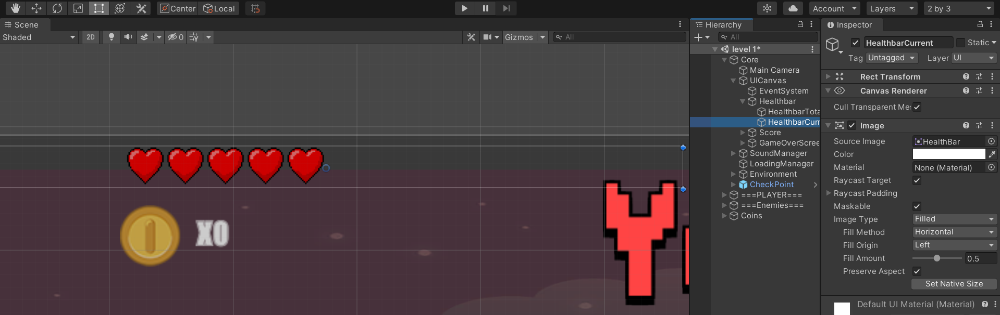 Center Local Account Layers 2 by 3
Scene
Shaded 2D 0 Gizmos All
X0
Hierarchy
All
level 1*
Core
Main Camera
UICanvas
EventSystem
Healthbar
HealthbarTota
HealthbarCurr
Score
GameOverScree
SoundManager
LoadingManager
Environment
CheckPoint
===PLAYER===
===Enemies===
Coins
Inspector
HealthbarCurrent Static
Tag Untagged Layer UI
Rect Transform
Canvas Renderer
Cull Transparent Me
Image
Source Image HealthBar
Color
Material None (Material)
Raycast Target
Raycast Padding
Maskable
Image Type Filled
Fill Method Horizontal
Fill Origin Left
Fill Amount 0.5
Preserve Aspect
Set Native Size
Default UI Material (Material)
Y